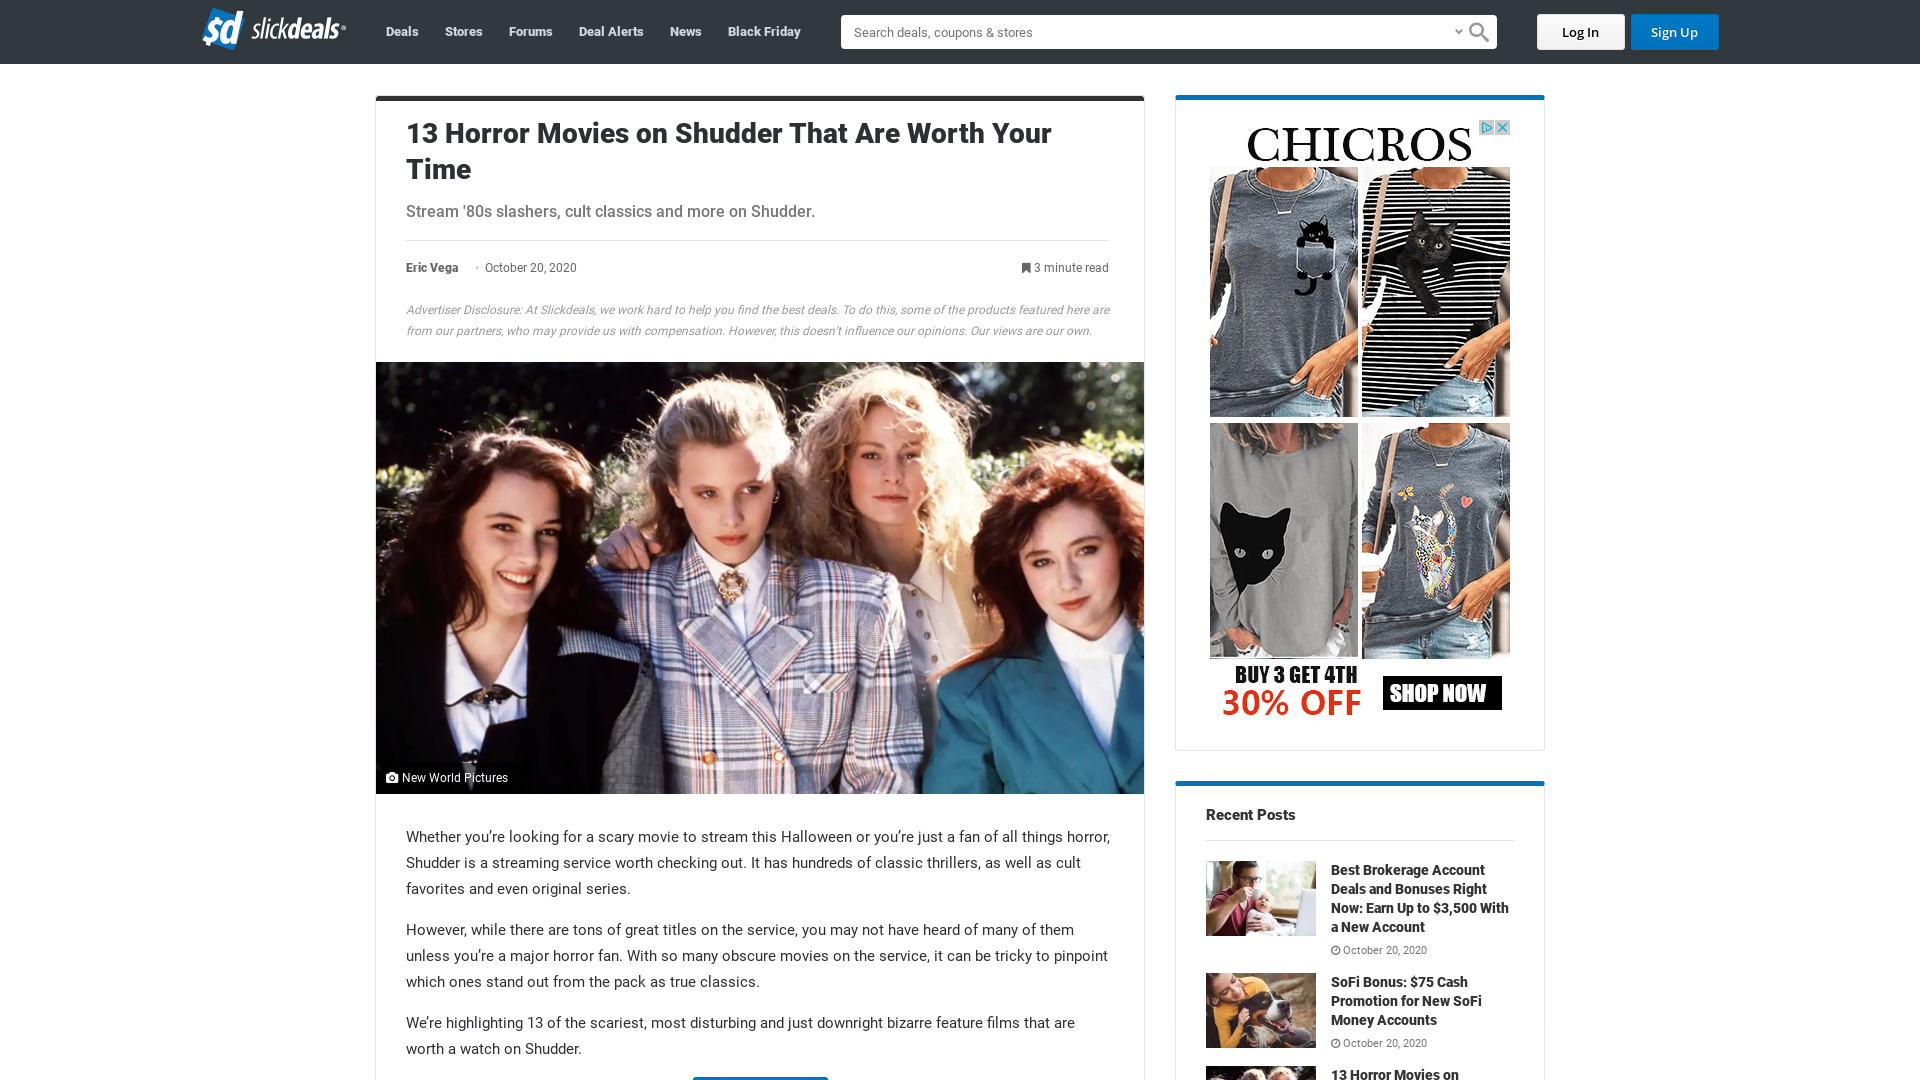 $d slickdeals
Deals
Stores
Forums
Deal Alerts
News
Black Friday
Search deals, coupons & stores
Log In
Sign Up
13 Horror Movies on Shudder That Are Worth Your
Time
Stream '80s slashers, cult classics and more on Shudder.
Eric Vega • October 20, 2020
3 minute read
Advertiser Disclosure: At Slickdeals, we work hard to help you find the best deals. To do this, some of the products featured here are
from our partners, who may provide us with compensation. However, this doesn’t influence our opinions. Our views are our own.
New World Pictures
Whether you’re looking for a scary movie to stream this Halloween or you’re just a fan of all things horror,
Shudder is a streaming service worth checking out. It has hundreds of classic thrillers, as well as cult
favorites and even original series.
However, while there are tons of great titles on the service, you may not have heard of many of them
unless you’re a major horror fan. With so many obscure movies on the service, it can be tricky to pinpoint
which ones stand out from the pack as true classics.
We’re highlighting 13 of the scariest, most disturbing and just downright bizarre feature films that are
worth a watch on Shudder.
CHICROS
BUY 3 GET 4TH
30% OFF
SHOP NOW
Recent Posts
Best Brokerage Account
Deals and Bonuses Right
Now: Earn Up to $3,500 With
a New Account
October 20, 2020
SoFi Bonus: $75 Cash
Promotion for New SoFi
Money Accounts
October 20, 2020
13 Horror Movies on